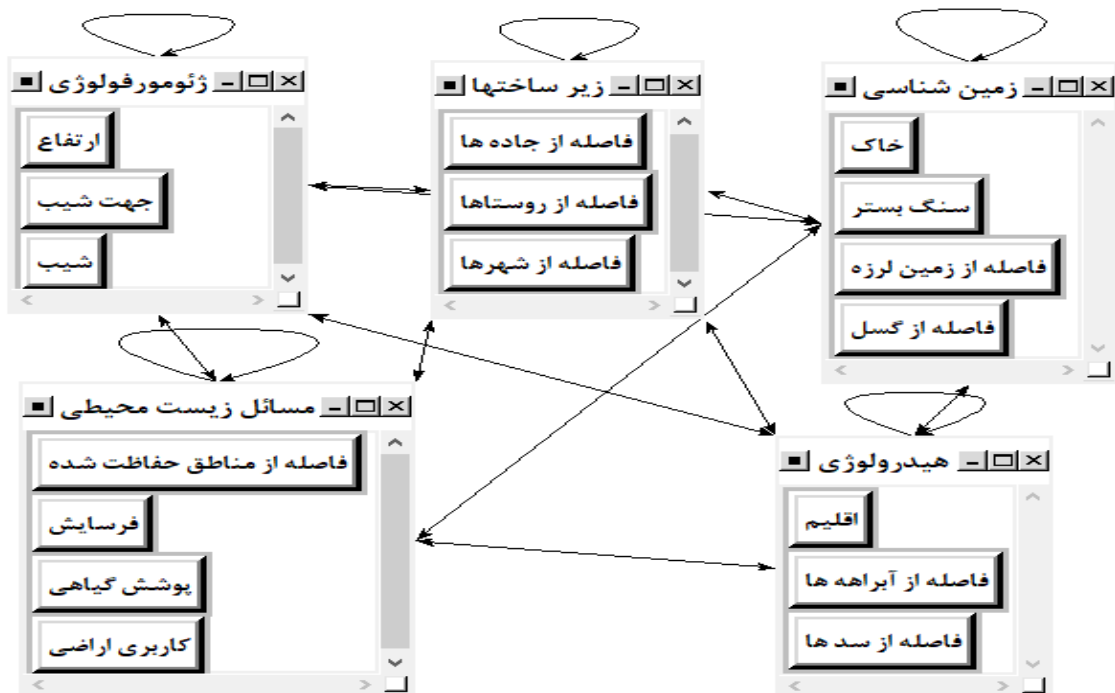 زمین شناسی
خاک
سنگ بستر
فاصله از زمین لرزه
فاصله از گسل
زیر ساختها
فاصله از جاده ها
فاصله از روستاها
فاصله از شهرها
ژئومورفولوژی
ارتفاع
جهت شیب
شیب
هیدرولوژی
اقلیم
فاصله از آبراهه ها
فاصله از سد ها
مسائل زیست محیطی
فاصله از مناطق حفاظت شده
فرسایش
پوشش گیاهی
کاربری اراضی